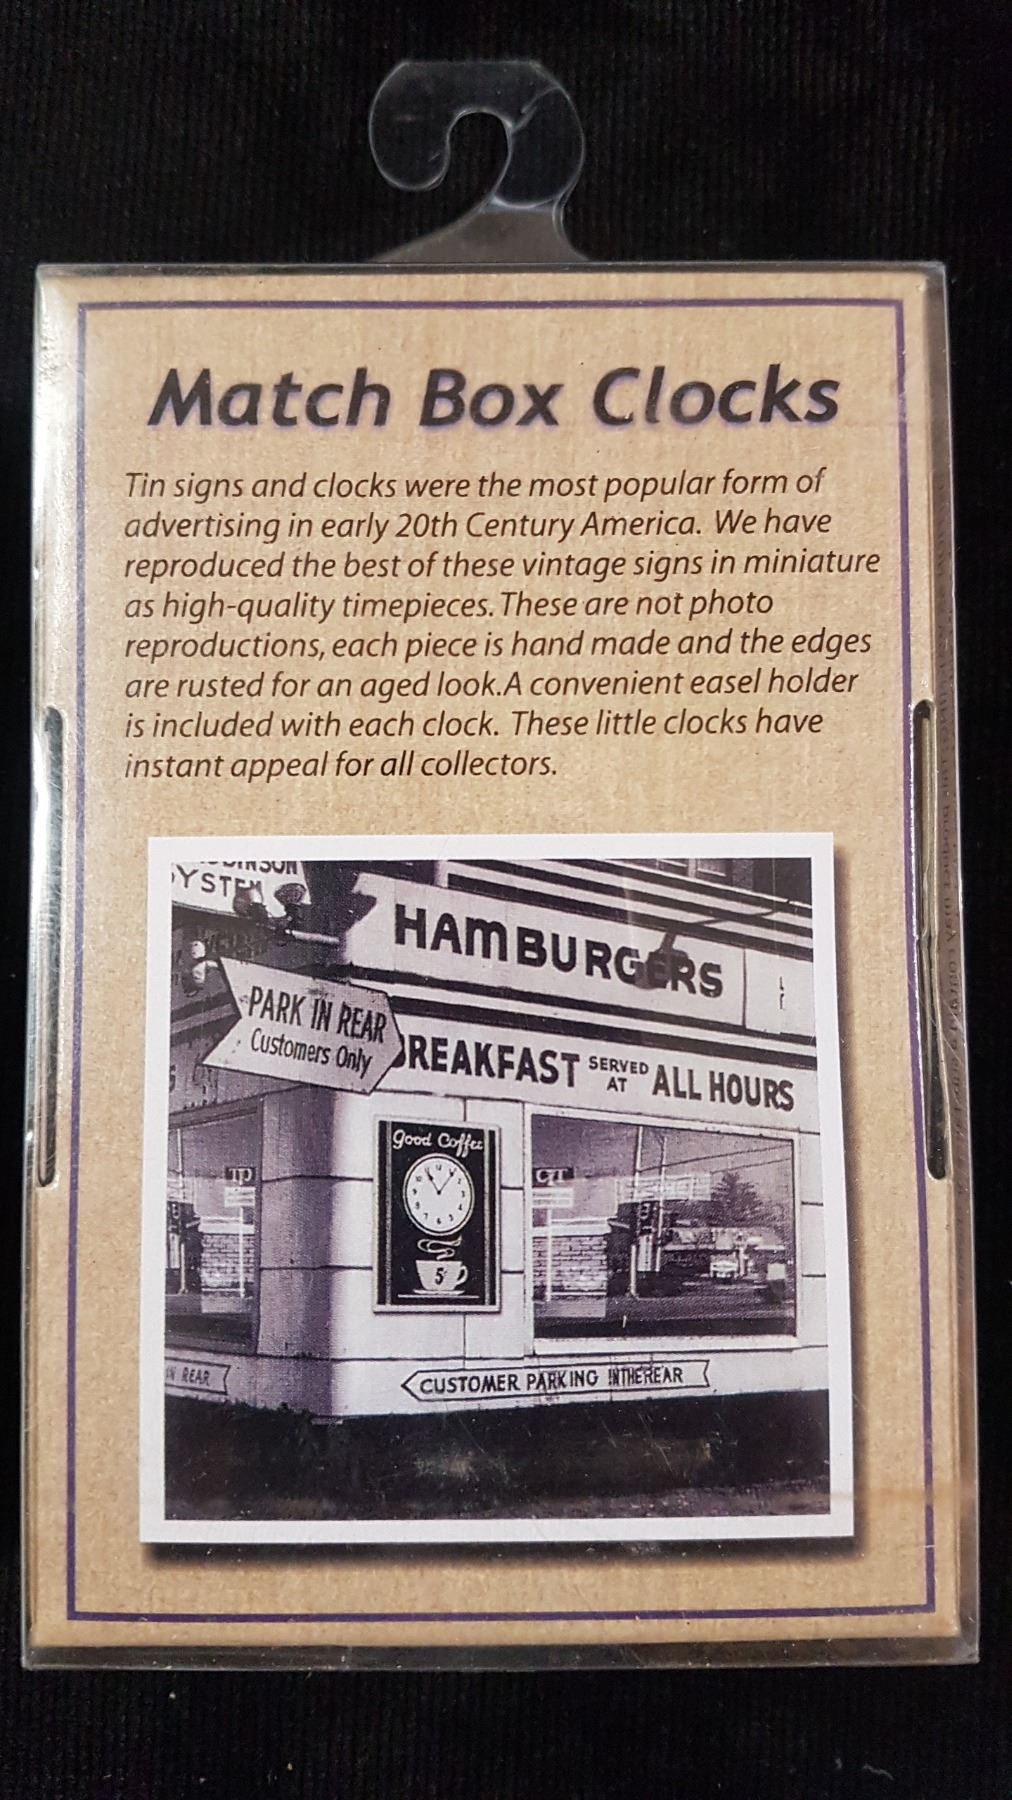 Match Box Clocks
Tin signs and clocks were the most popular form of
advertising in early 20th Century America. We have
reproduced the best of these vintage signs in miniature
as high-quality timepieces. These are not photo
reproductions, each piece is hand made and the edges
are rusted for an aged look.A convenient easel holder
is included with each clock. These little clocks have
instant appeal for all collectors.
HAMBURGERS
PARK IN REAR
Customers Only
BREAKFAST SERVED AT ALL HOURS
Good Coffee
5
IN REAR
CUSTOMER PARKING IN THE REAR